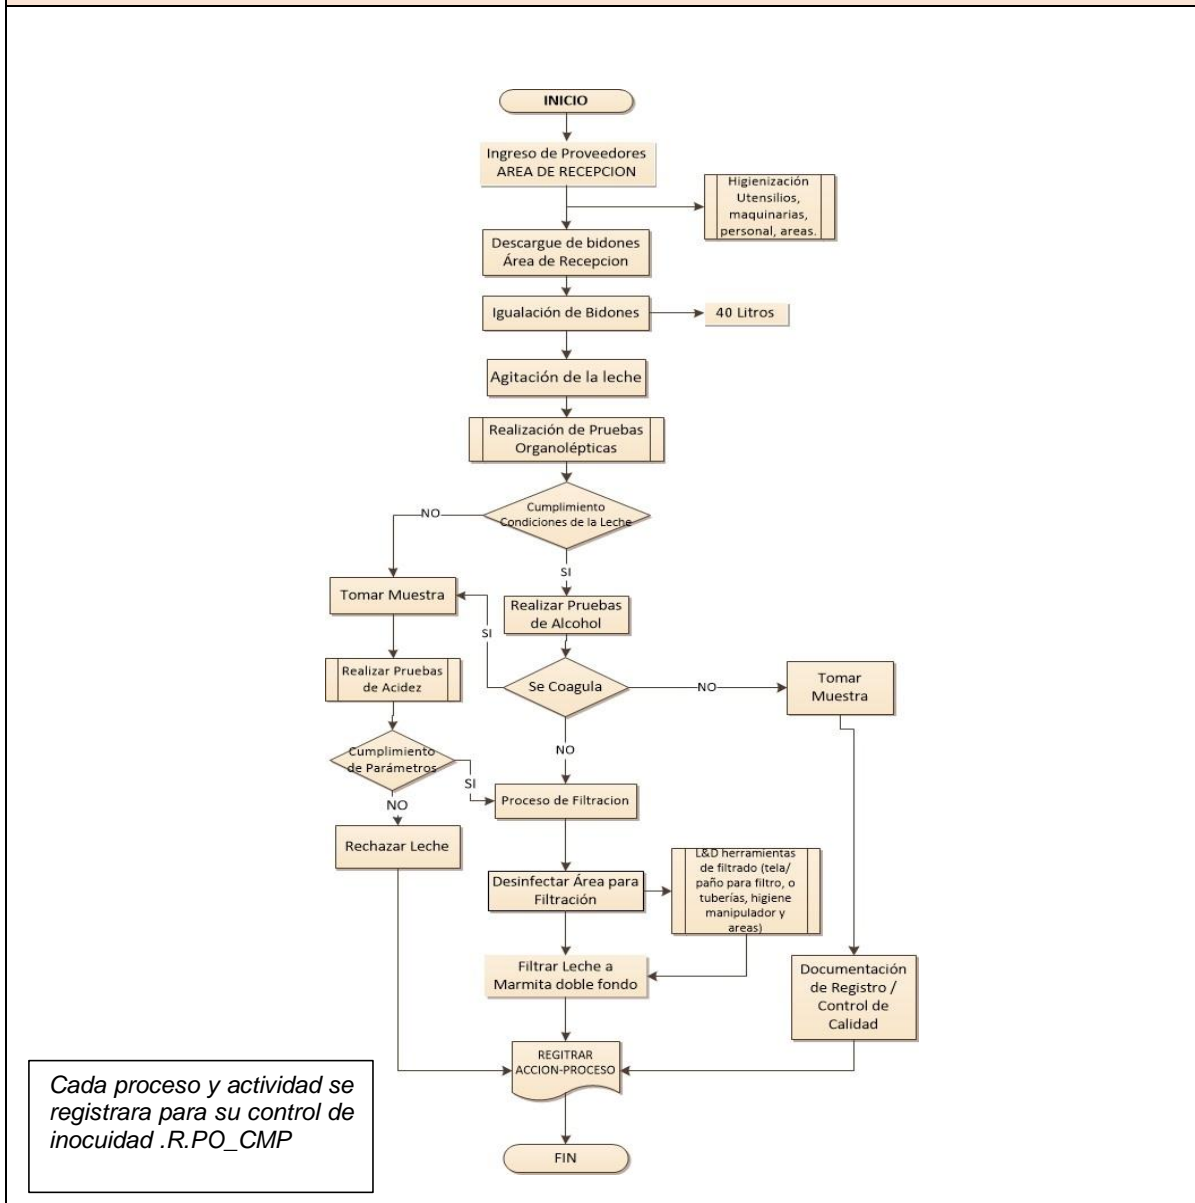 INICIO
Ingreso de Proveedores
AREA DE RECEPCION
Higienización
Utensilios,
maquinarias,
personal, areas.
Descargue de bidones
Área de Recepcion
Igualación de Bidones
40 Litros
Agitación de la leche
Realización de Pruebas
Organolépticas
Cumplimiento
Condiciones de la Leche
NO
SI
Tomar Muestra
Realizar Pruebas
de Alcohol
SI
Realizar Pruebas
de Acidez
Se Coagula
NO
Tomar
Muestra
NO
Cumplimiento
de Parámetros
SI
NO
Proceso de Filtracion
Rechazar Leche
Desinfectar Área para
Filtración
L&D herramientas
de filtrado (tela/
paño para filtro, o
tuberías, higiene
manipulador y
areas)
Filtrar Leche a
Marmita doble fondo
Documentación
de Registro /
Control de
Calidad
REGITRAR
ACCION-PROCESO
FIN
Cada proceso y actividad se
registrara para su control de
inocuidad .R.PO_CMP